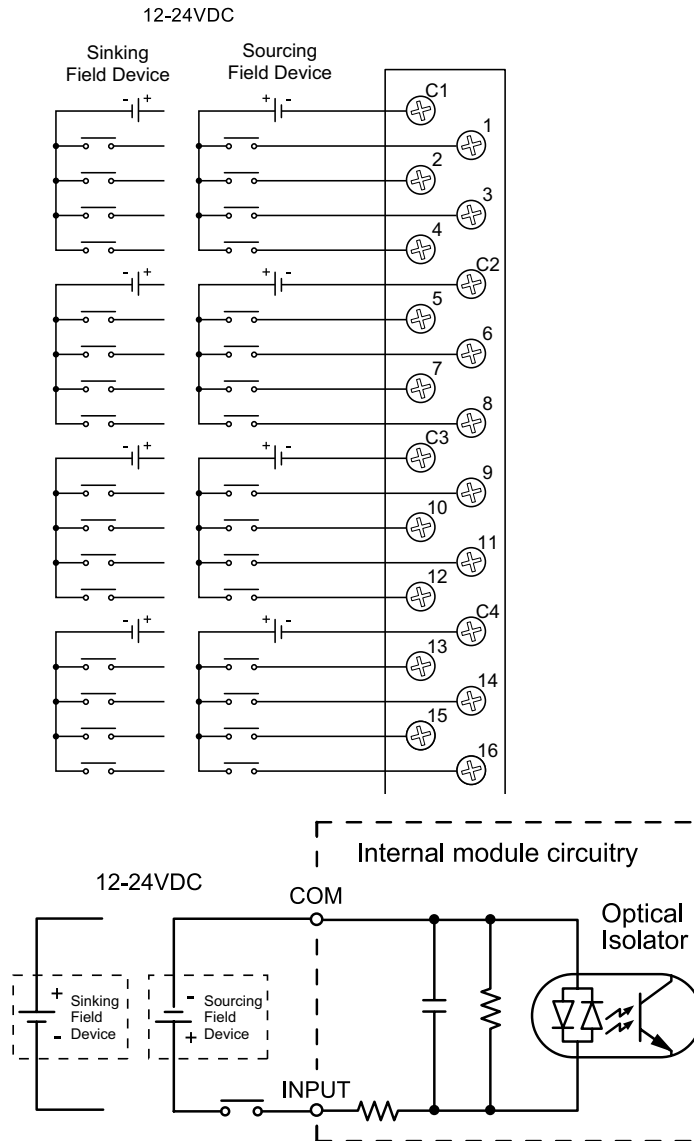 12-24VDC
Sinking
Field Device
Sourcing
Field Device
- +
+ -
C1
1
2
3
4
- +
+ -
C2
5
6
7
8
- +
+ -
C3
9
10
11
12
- +
+ -
C4
13
14
15
16
Internal module circuitry
12-24VDC
COM
Optical
Isolator
+
-
Sinking
Field
Device
-
+
Sourcing
Field
Device
INPUT